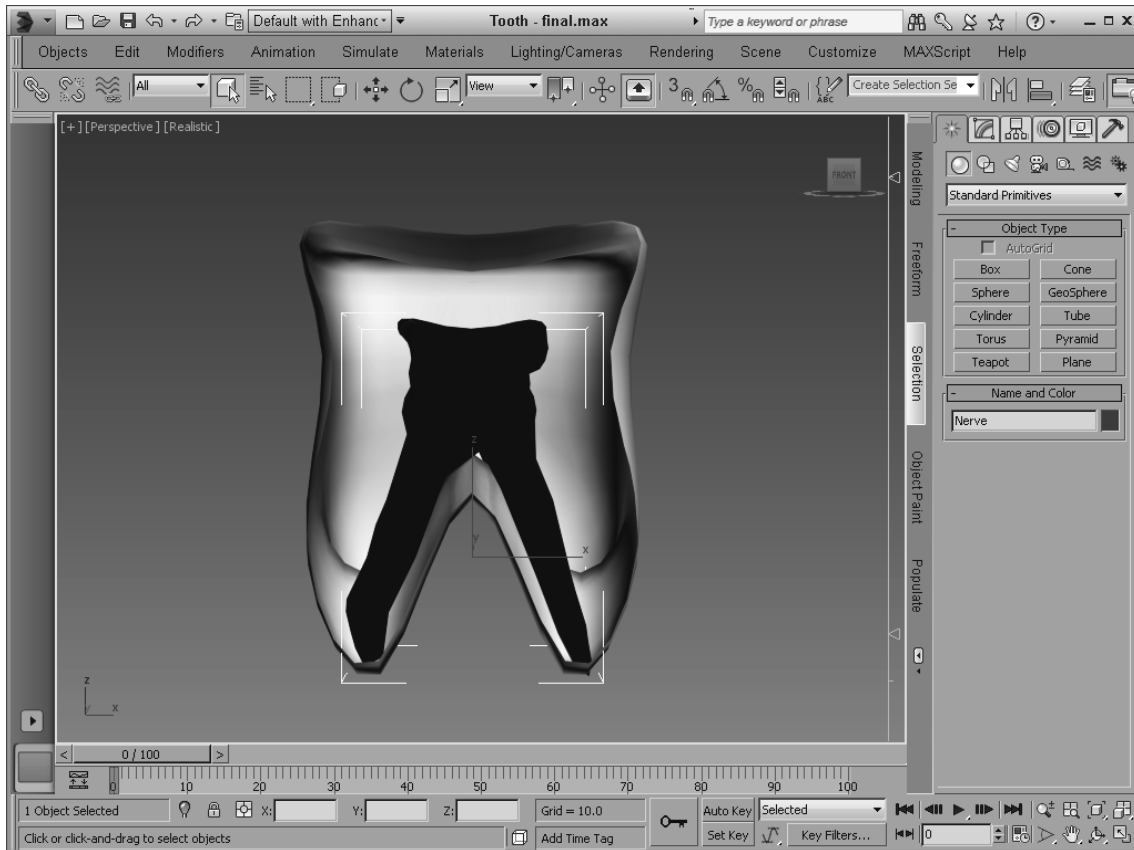 Default with Enhanc
Tooth - final.max
Type a keyword or phrase
Objects Edit Modifiers Animation Simulate Materials Lighting/Cameras Rendering Scene Customize MAXScript Help
All
View
3
%
ABC
Create Selection Se
[+] [Perspective] [Realistic]
FRONT
Modeling
Freeform
Selection
Object Paint
Populate
Standard Primitives
- Object Type
AutoGrid
Box Cone
Sphere GeoSphere
Cylinder Tube
Torus Pyramid
Teapot Plane
- Name and Color
Nerve
z
y
x
z
y
x
< 0 / 100 >
0 10 20 30 40 50 60 70 80 90 100
1 Object Selected X: Y: Z: Grid = 10.0 Auto Key Selected
Click or click-and-drag to select objects Add Time Tag Set Key Key Filters... 0